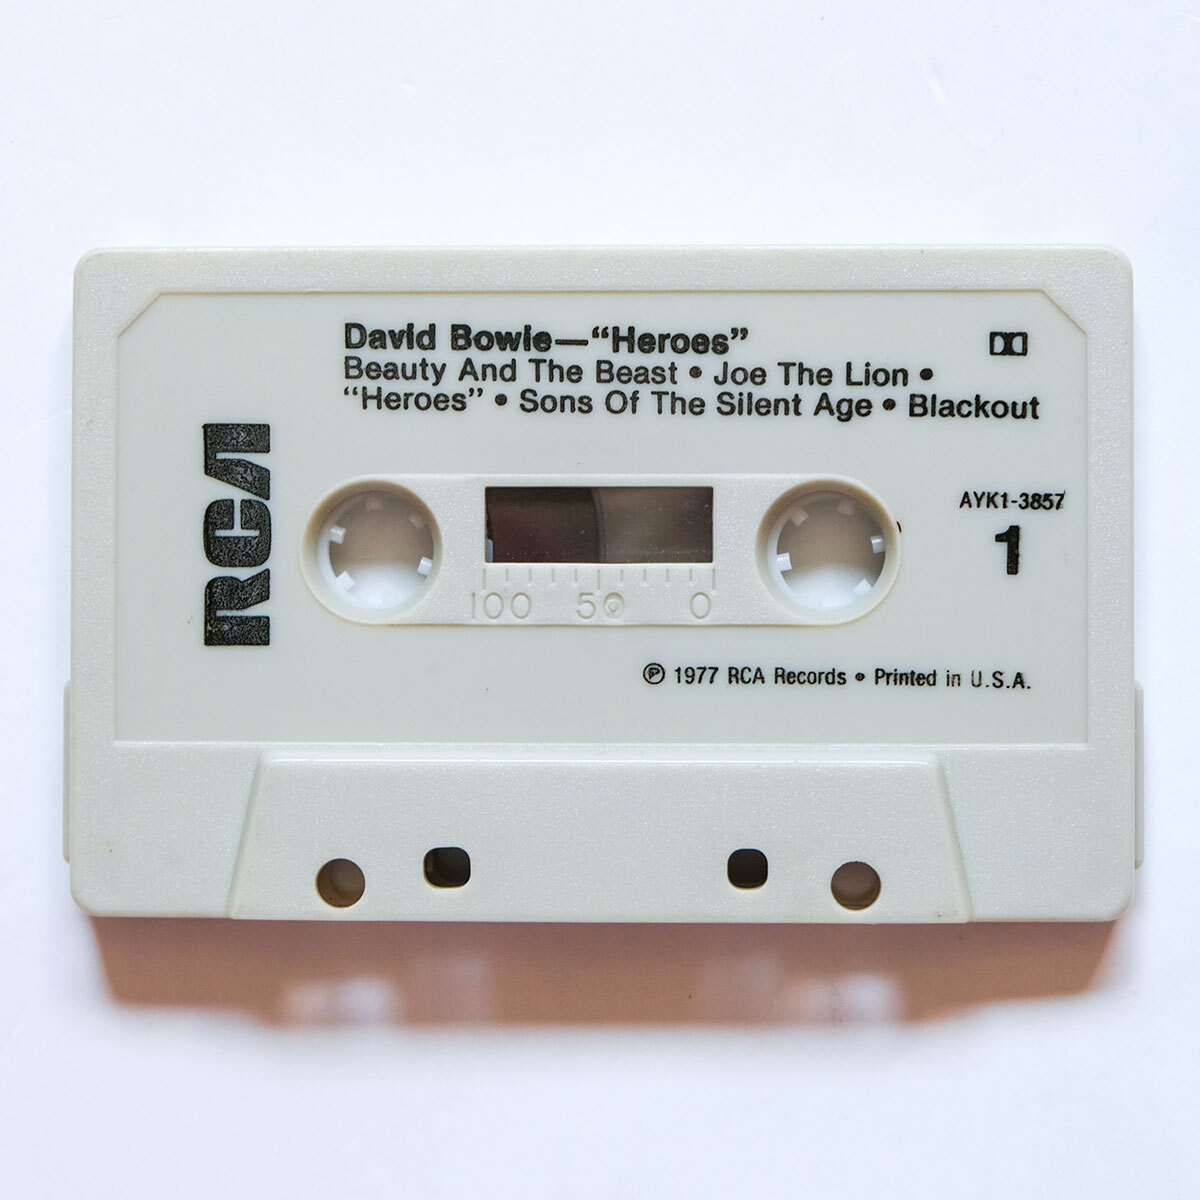 David Bowie—“Heroes”
Beauty And The Beast • Joe The Lion •
“Heroes” • Sons Of The Silent Age • Blackout
RCA
AYK1-3857
1
100 50 0
℗ 1977 RCA Records • Printed in U.S.A.